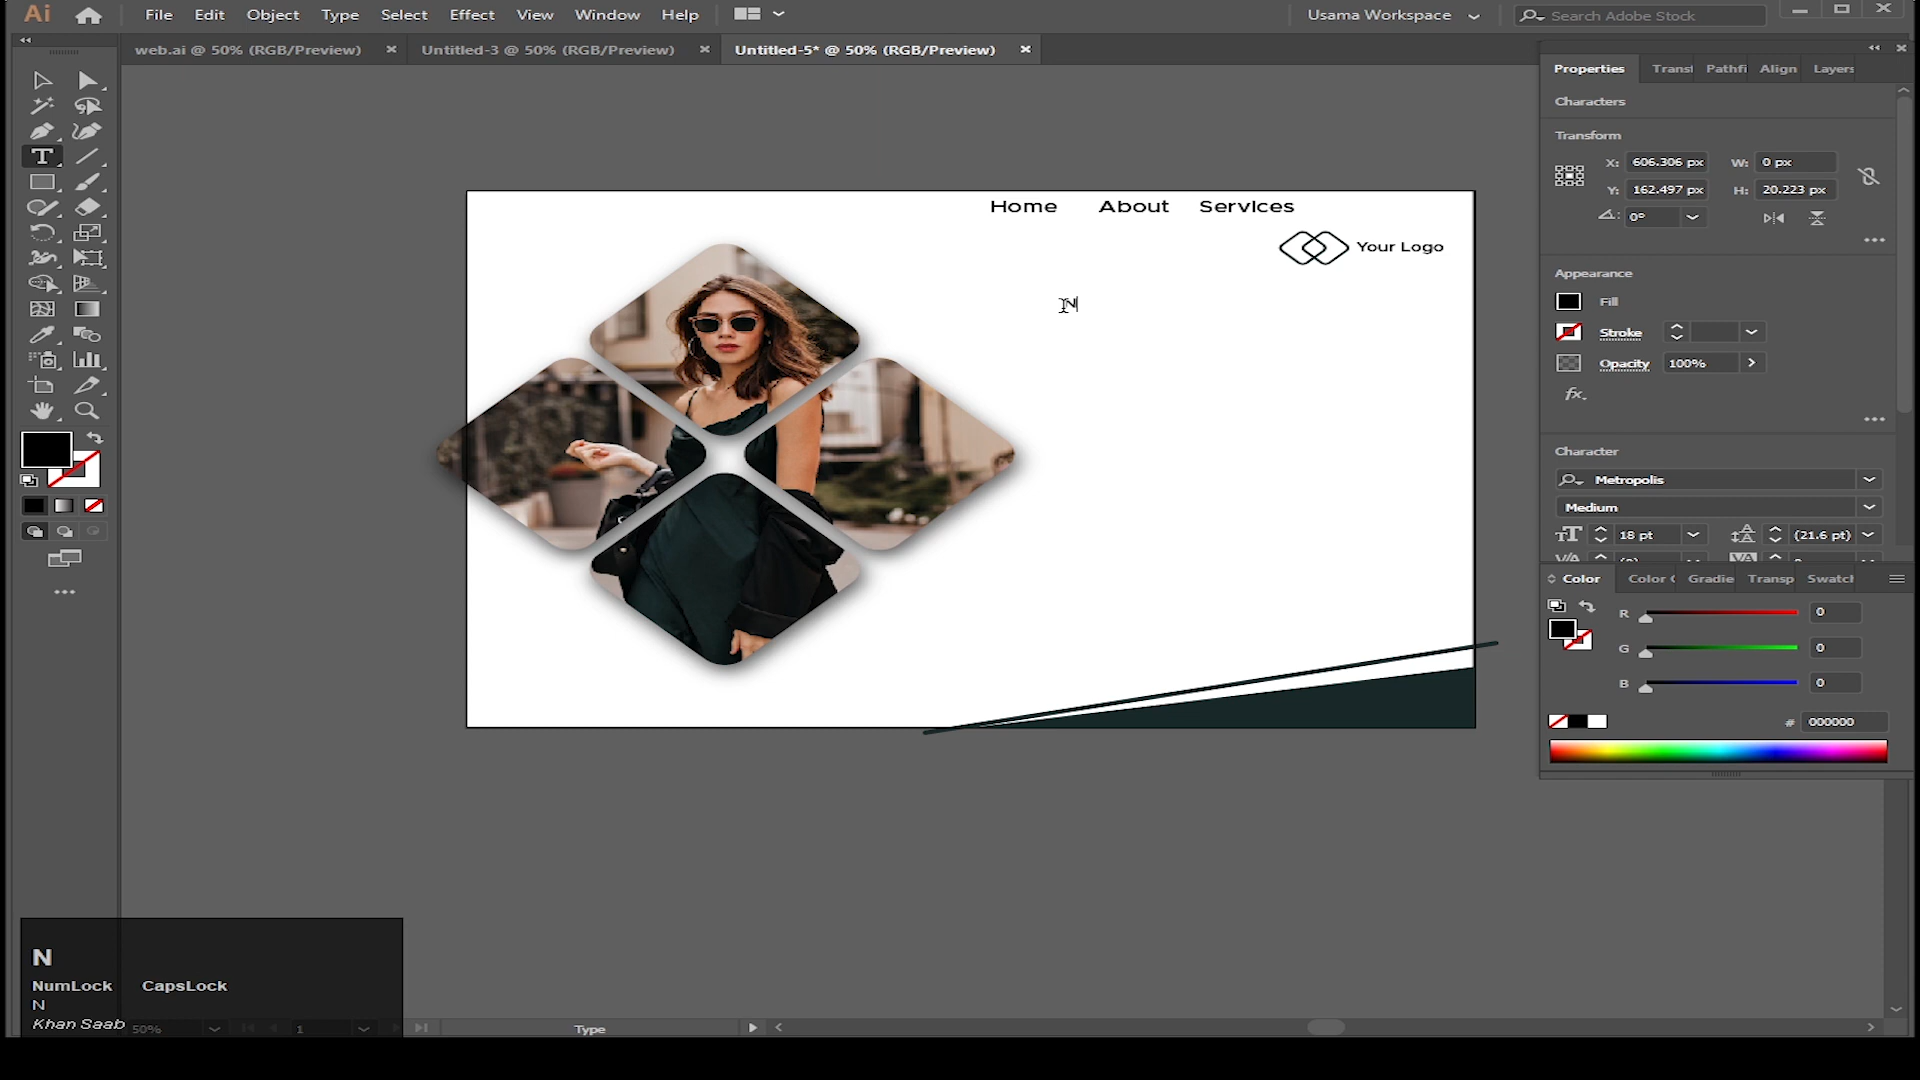 Ai File Edit Object Type Select Effect View Window Help Usama Workspace Search Adobe Stock
web.ai @ 50% (RGB/Preview) Untitled-3 @ 50% (RGB/Preview) Untitled-5* @ 50% (RGB/Preview)
Properties Transf Pathfi Align Layers
Characters
Transform
X: 606.306 px W: 0 px
Y: 162.497 px H: 20.223 px
0°
Home About Services
Your Logo
N
Appearance
Fill
Stroke
Opacity 100%
fx.
Character
Metropolis
Medium
18 pt (21.6 pt)
Color Color G Gradie Transp Swatch
R 0
G 0
B 0
# 000000
N
NumLock CapsLock
N
Khan Saab 50% 1 Type